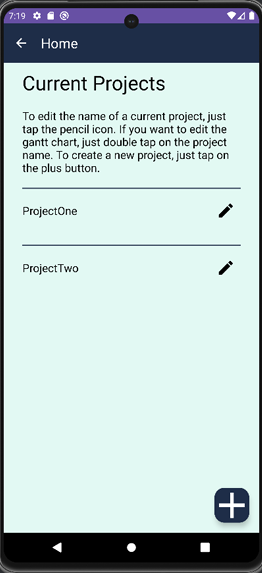 7:19
Home
Current Projects
To edit the name of a current project, just
tap the pencil icon. If you want to edit the
gantt chart, just double tap on the project
name. To create a new project, just tap on
the plus button.
ProjectOne
ProjectTwo